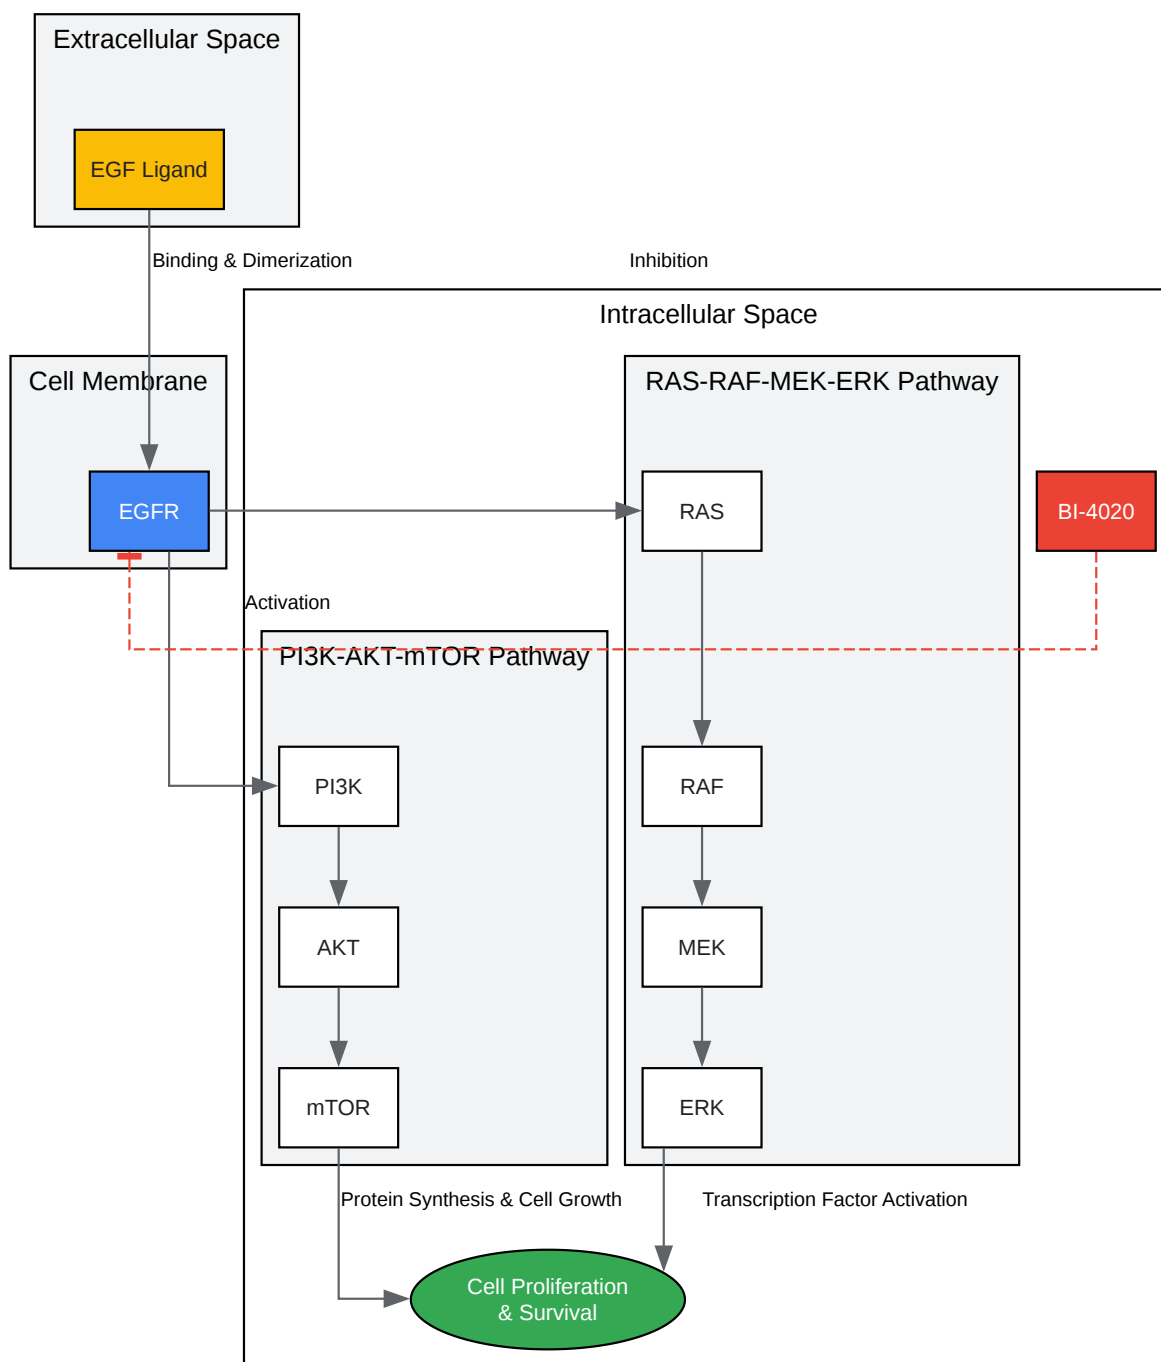 Extracellular Space
EGF Ligand
Binding & Dimerization
Inhibition
Intracellular Space
Cell Membrane
RAS-RAF-MEK-ERK Pathway
EGFR
RAS
BI-4020
Activation
PI3K-AKT-mTOR Pathway
PI3K
RAF
AKT
MEK
mTOR
ERK
Protein Synthesis & Cell Growth
Transcription Factor Activation
Cell Proliferation
& Survival